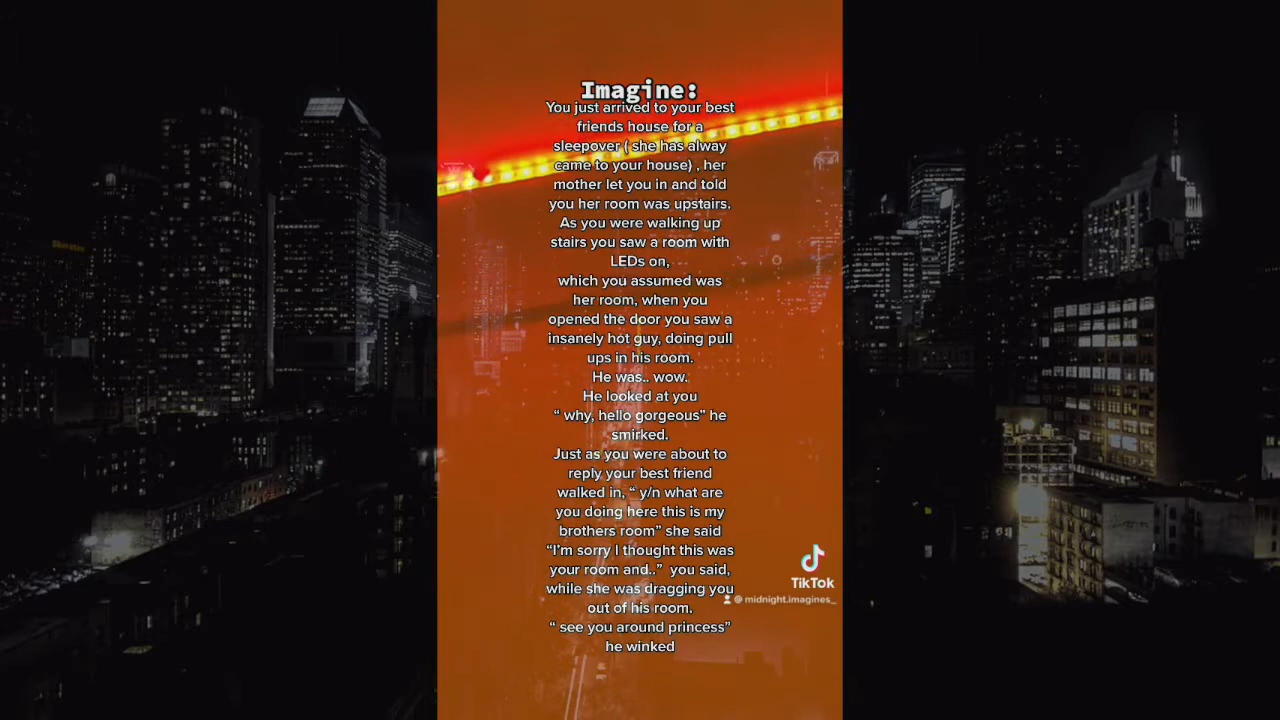 Imagine:
You just arrived to your best
friends house for a
sleepover ( she has alway
came to your house) , her
mother let you in and told
you her room was upstairs.
As you were walking up
stairs you saw a room with
LEDs on,
which you assumed was
her room, when you
opened the door you saw a
insanely hot guy, doing pull
ups in his room.
He was.. wow.
He looked at you
“ why, hello gorgeous” he
smirked.
Just as you were about to
reply your best friend
walked in, “ y/n what are
you doing here this is my
brothers room” she said
“I’m sorry I thought this was
your room and..”  you said,
while she was dragging you
out of his room.
“ see you around princess”
he winked
TikTok
@ midnight.imagines_